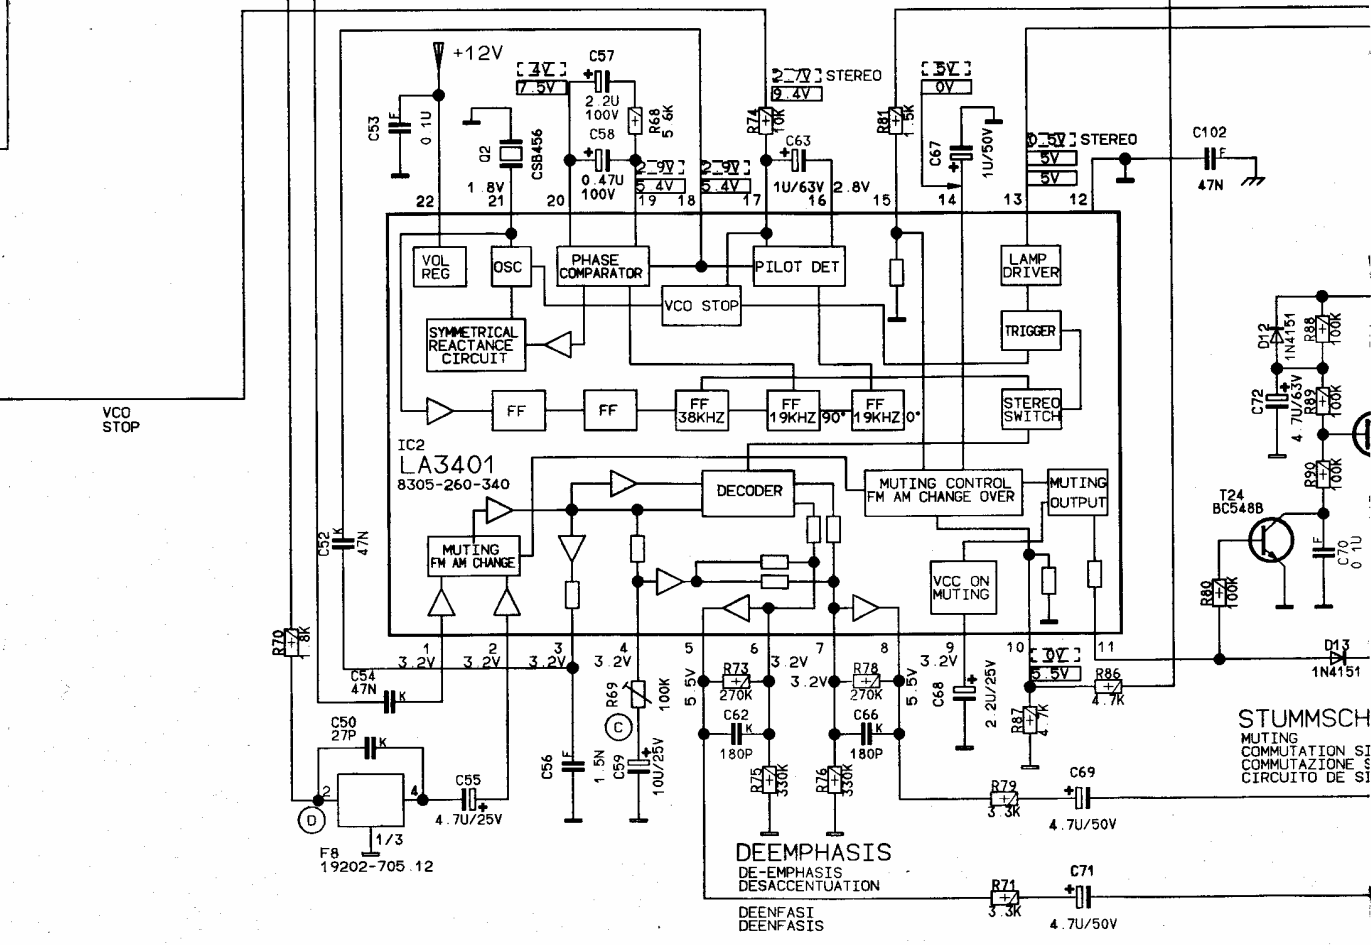 +12V
C53
F
0.1U
Q2
CSB456
1.8V
4V
7.5V
C57
+
2.2U
100V
R68
5.6K
C58
+
0.47U
100V
2.9V
5.4V
2.9V
5.4V
R74
10K
2.7V STEREO
9.4V
C63
+
1U/63V
2.8V
R81
1.5K
5V
0V
C67
+
1U/50V
0.5V STEREO
5V
5V
C102
F
47N
22
21
20
19
18
17
16
15
14
13
12
VOL
REG
OSC
PHASE
COMPARATOR
PILOT DET
VCO STOP
LAMP
DRIVER
SYMMETRICAL
REACTANCE
CIRCUIT
TRIGGER
FF
FF
FF
38KHZ
FF
19KHZ
90°
FF
19KHZ
0°
STEREO
SWITCH
VCO
STOP
IC2
LA3401
8305-260-340
DECODER
MUTING CONTROL
FM AM CHANGE OVER
MUTING
OUTPUT
MUTING
FM AM CHANGE
VCC ON
MUTING
C52
K
47N
D12
1N4151
R88
100K
C72
+
4.7U/63V
R89
100K
R90
100K
T24
BC548B
C70
F
0.1U
R80
100K
D13
1N4151
1
2
3
4
5
6
7
8
9
10
11
3.2V
3.2V
3.2V
3.2V
5.5V
3.2V
3.2V
5.5V
3.2V
0V
5.5V
R70
1.8K
C54
47N
K
C50
27P
K
2
4
D
1/3
F8
19202-705.12
C55
+
4.7U/25V
C56
F
1.5N
R69
100K
C
C59
10U/25V
R73
270K
C62
K
180P
R75
330K
R78
270K
C66
K
180P
R76
330K
C68
+
2.2U/25V
R87
4.7K
R86
4.7K
R79
3.3K
C69
+
4.7U/50V
R71
3.3K
C71
+
4.7U/50V
DEEMPHASIS
DE-EMPHASIS
DESACCENTUATION
DEENFASI
DEENFASIS
STUMMSCH
MUTING
COMMUTATION SI
COMMUTAZIONE S
CIRCUITO DE SI